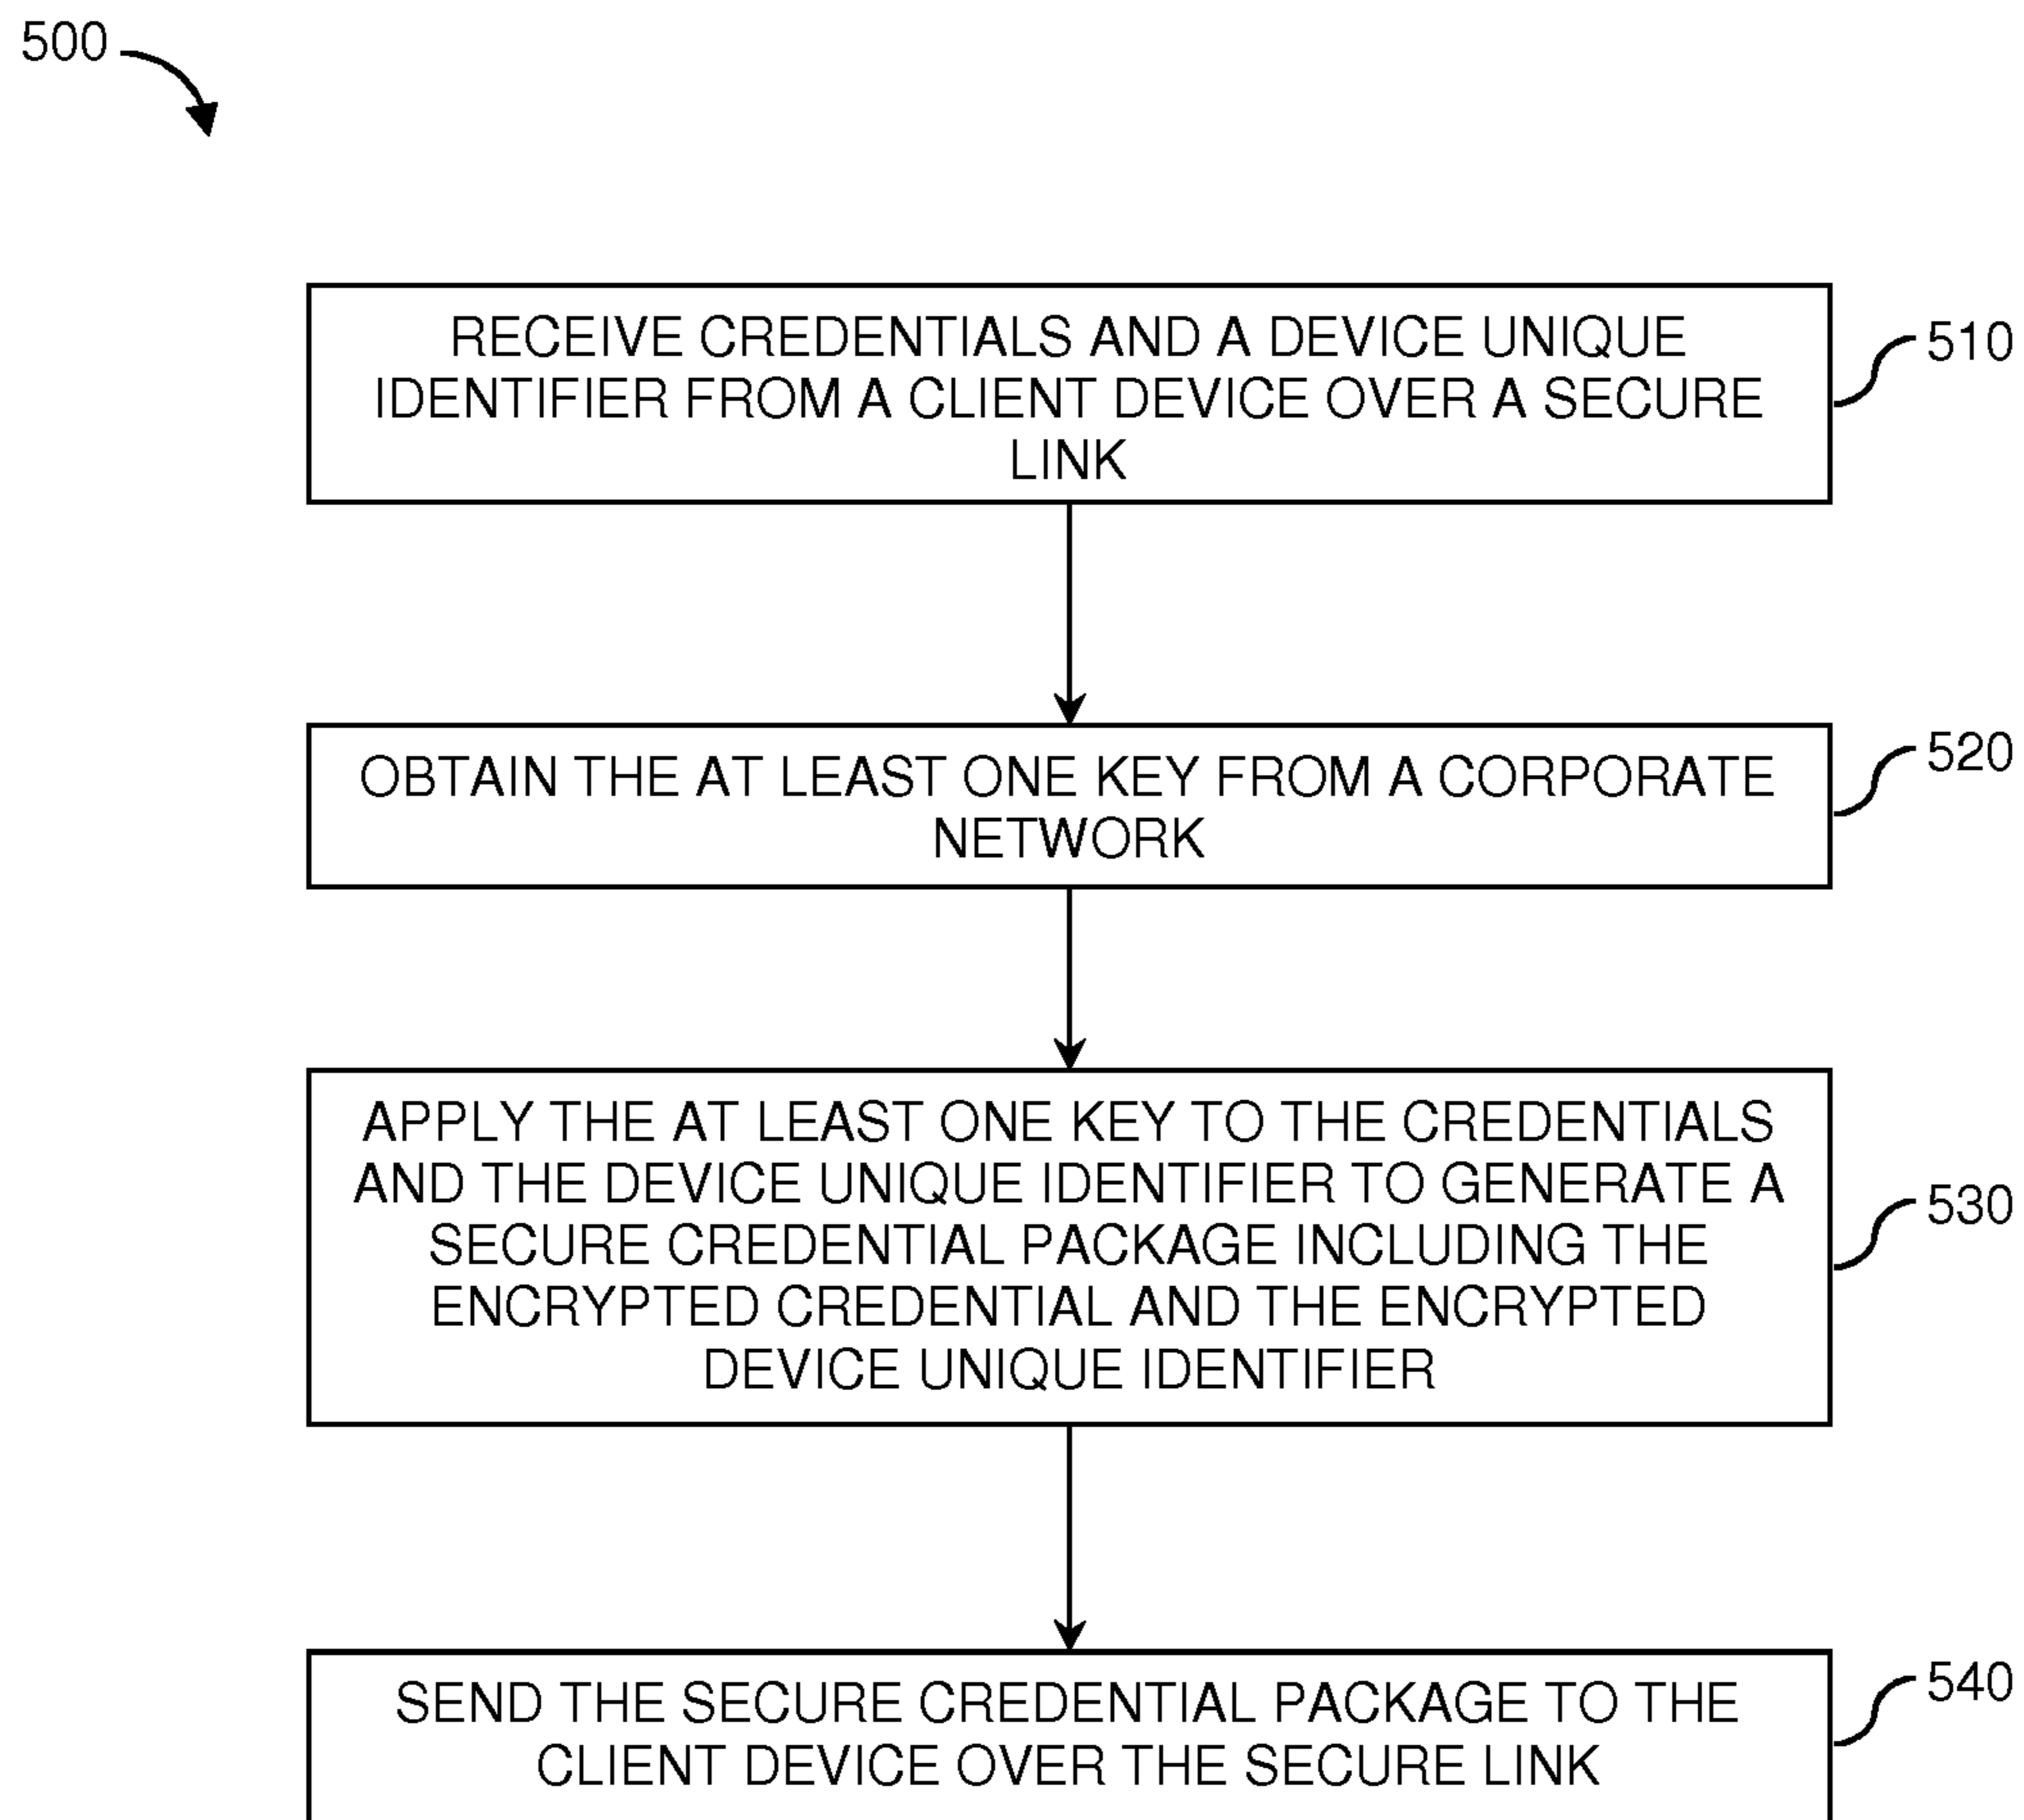 500
RECEIVE CREDENTIALS AND A DEVICE UNIQUE
IDENTIFIER FROM A CLIENT DEVICE OVER A SECURE
LINK
510
OBTAIN THE AT LEAST ONE KEY FROM A CORPORATE
NETWORK
520
APPLY THE AT LEAST ONE KEY TO THE CREDENTIALS
AND THE DEVICE UNIQUE IDENTIFIER TO GENERATE A
SECURE CREDENTIAL PACKAGE INCLUDING THE
ENCRYPTED CREDENTIAL AND THE ENCRYPTED
DEVICE UNIQUE IDENTIFIER
530
SEND THE SECURE CREDENTIAL PACKAGE TO THE
CLIENT DEVICE OVER THE SECURE LINK
540